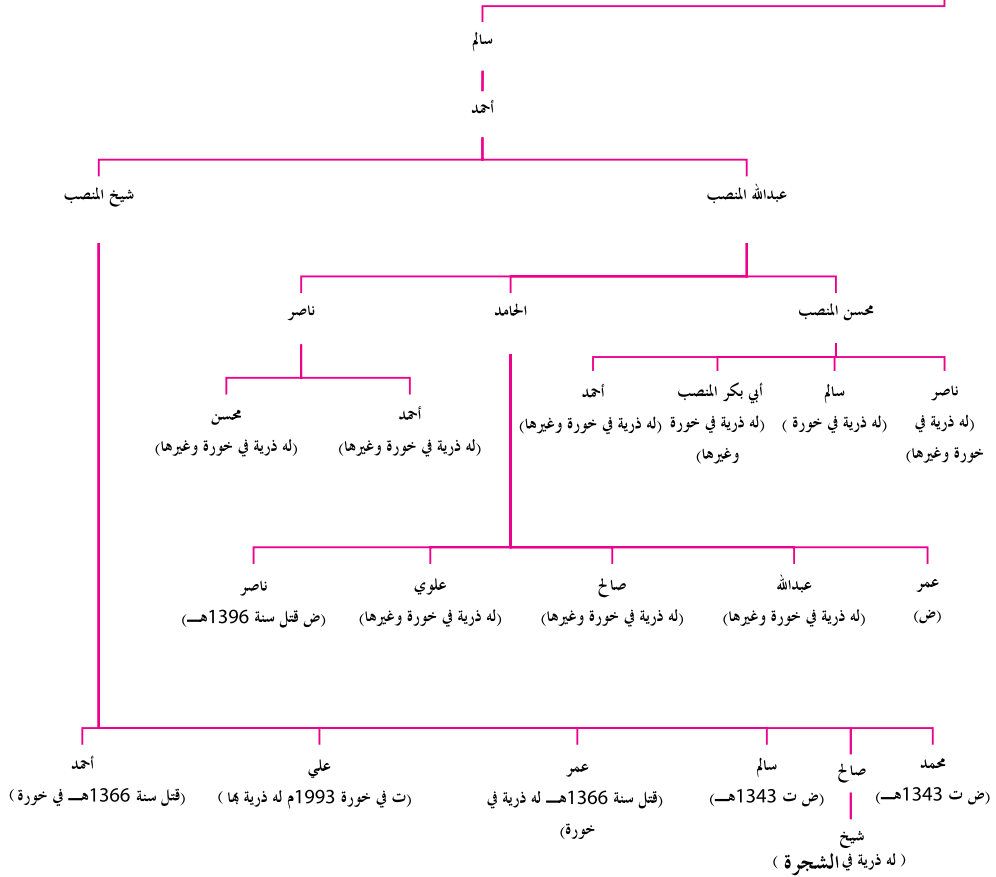 سالم
أحمد
عبدالله المنصب
شيخ المنصب
محسن المنصب
الحامد
ناصر
ناصر
(له ذرية في
خورة وغيرها)
سالم
(له ذرية في خورة )
أبي بكر المنصب
(له ذرية في خورة
وغيرها)
أحمد
(له ذرية في خورة وغيرها)
أحمد
(له ذرية في خورة وغيرها)
محسن
(له ذرية في خورة وغيرها)
عمر
(ض)
عبدالله
(له ذرية في خورة وغيرها)
صالح
(له ذرية في خورة وغيرها)
علوي
(له ذرية في خورة وغيرها)
ناصر
(ض قتل سنة 1396هــ)
محمد
(ض ت 1343هــ)
صالح
شيخ
( له ذرية في الشجرة )
سالم
(ض ت 1343هــ)
عمر
(قتل سنة 1366هــ له ذرية في
خورة)
علي
(ت في خورة 1993م له ذرية بها )
أحمد
(قتل سنة 1366هــ في خورة )